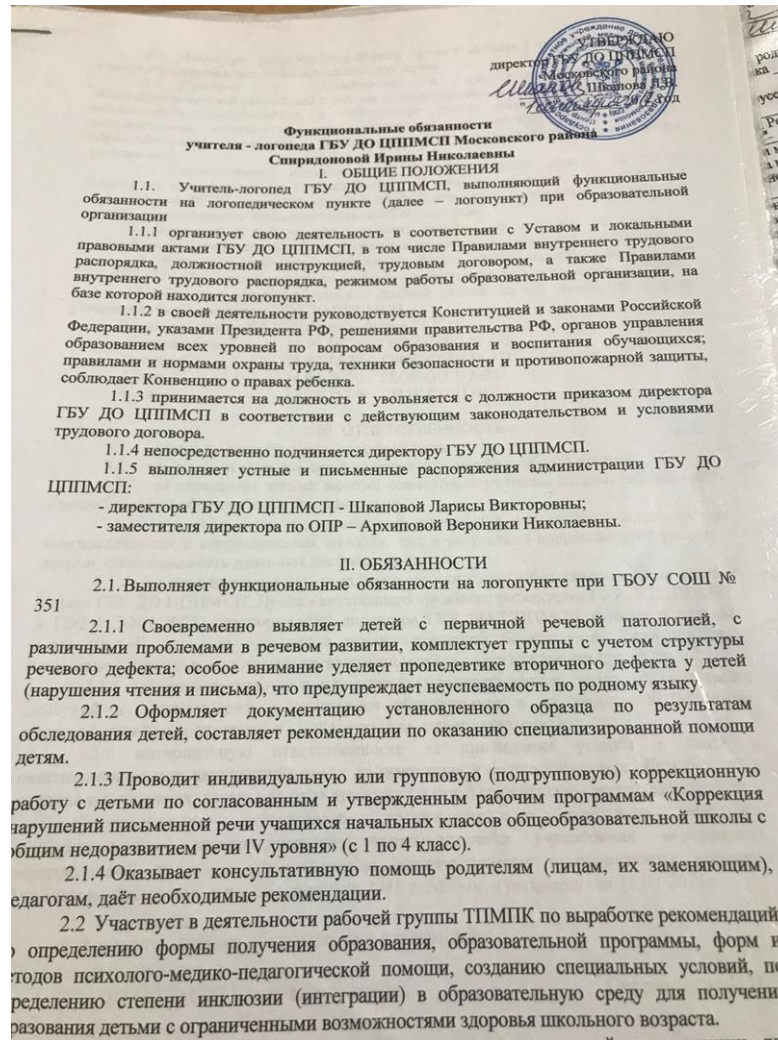 УТВЕРЖДАЮ
директор ГБУ ДО ЦППМСП
Московского района
Шкапова Л.В.
год
Функциональные обязанности
учителя - логопеда ГБУ ДО ЦППМСП Московского района
Спиридоновой Ирины Николаевны
I. ОБЩИЕ ПОЛОЖЕНИЯ
1.1. Учитель-логопед ГБУ ДО ЦППМСП, выполняющий функциональные
обязанности на логопедическом пункте (далее – логопункт) при образовательной
организации
1.1.1 организует свою деятельность в соответствии с Уставом и локальными
правовыми актами ГБУ ДО ЦППМСП, в том числе Правилами внутреннего трудового
распорядка, должностной инструкцией, трудовым договором, а также Правилами
внутреннего трудового распорядка, режимом работы образовательной организации, на
базе которой находится логопункт.
1.1.2 в своей деятельности руководствуется Конституцией и законами Российской
Федерации, указами Президента РФ, решениями правительства РФ, органов управления
образованием всех уровней по вопросам образования и воспитания обучающихся;
правилами и нормами охраны труда, техники безопасности и противопожарной защиты,
соблюдает Конвенцию о правах ребенка.
1.1.3 принимается на должность и увольняется с должности приказом директора
ГБУ ДО ЦППМСП в соответствии с действующим законодательством и условиями
трудового договора.
1.1.4 непосредственно подчиняется директору ГБУ ДО ЦППМСП.
1.1.5 выполняет устные и письменные распоряжения администрации ГБУ ДО
ЦППМСП:
- директора ГБУ ДО ЦППМСП - Шкаповой Ларисы Викторовны;
- заместителя директора по ОПР – Архиповой Вероники Николаевны.
II. ОБЯЗАННОСТИ
2.1. Выполняет функциональные обязанности на логопункте при ГБОУ СОШ №
351
2.1.1 Своевременно выявляет детей с первичной речевой патологией, с
различными проблемами в речевом развитии, комплектует группы с учетом структуры
речевого дефекта; особое внимание уделяет пропедевтике вторичного дефекта у детей
(нарушения чтения и письма), что предупреждает неуспеваемость по родному языку.
2.1.2 Оформляет документацию установленного образца по результатам
обследования детей, составляет рекомендации по оказанию специализированной помощи
детям.
2.1.3 Проводит индивидуальную или групповую (подгрупповую) коррекционную
работу с детьми по согласованным и утвержденным рабочим программам «Коррекция
нарушений письменной речи учащихся начальных классов общеобразовательной школы с
общим недоразвитием речи IV уровня» (с 1 по 4 класс).
2.1.4 Оказывает консультативную помощь родителям (лицам, их заменяющим),
едагогам, даёт необходимые рекомендации.
2.2 Участвует в деятельности рабочей группы ТПМПК по выработке рекомендаций
о определению формы получения образования, образовательной программы, форм и
тодов психолого-медико-педагогической помощи, созданию специальных условий, по
ределению степени инклюзии (интеграции) в образовательную среду для получени
разования детьми с ограниченными возможностями здоровья школьного возраста.